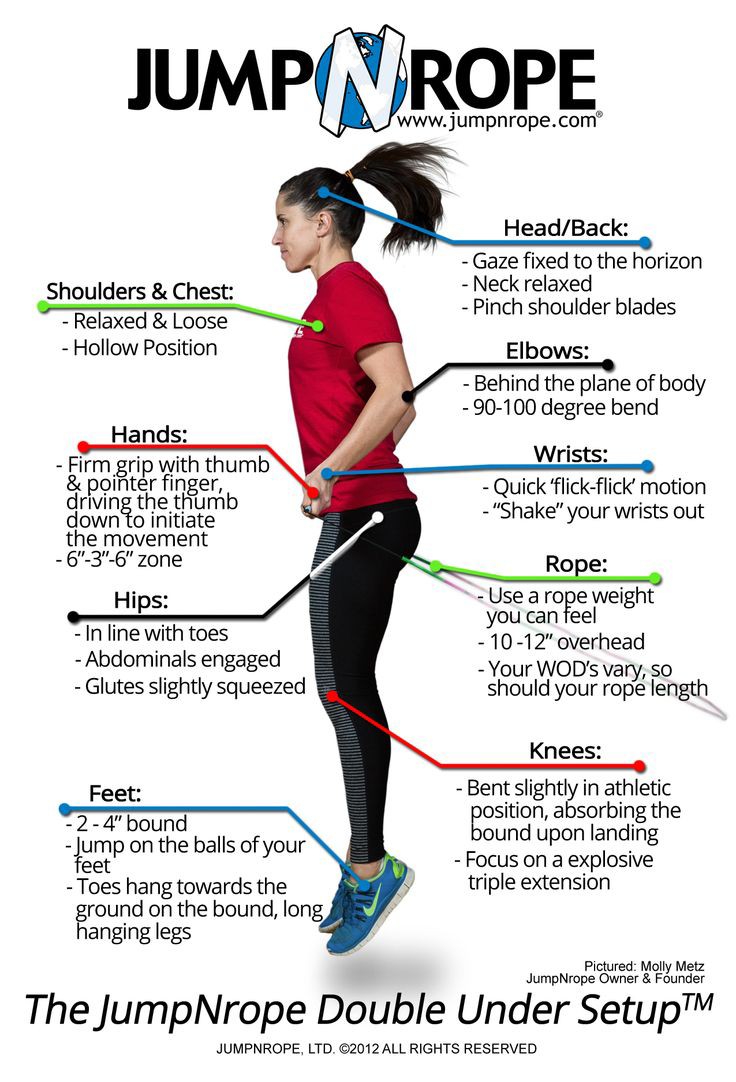 JUMPNROPE
www.jumpnrope.com®
Head/Back:
- Gaze fixed to the horizon
- Neck relaxed
- Pinch shoulder blades
Shoulders & Chest:
- Relaxed & Loose
- Hollow Position
Elbows:
- Behind the plane of body
- 90-100 degree bend
Hands:
- Firm grip with thumb
& pointer finger,
driving the thumb
down to initiate
the movement
- 6”-3”-6” zone
Wrists:
- Quick ‘flick-flick’ motion
- “Shake” your wrists out
Rope:
- Use a rope weight
you can feel
- 10 -12” overhead
- Your WOD’s vary, so
should your rope length
Hips:
- In line with toes
- Abdominals engaged
- Glutes slightly squeezed
Knees:
- Bent slightly in athletic
position, absorbing the
bound upon landing
- Focus on a explosive
triple extension
Feet:
- 2 - 4” bound
- Jump on the balls of your
feet
- Toes hang towards the
ground on the bound, long
hanging legs
Pictured: Molly Metz
JumpNrope Owner & Founder
The JumpNrope Double Under Setup™
JUMPNROPE, LTD. ©2012 ALL RIGHTS RESERVED